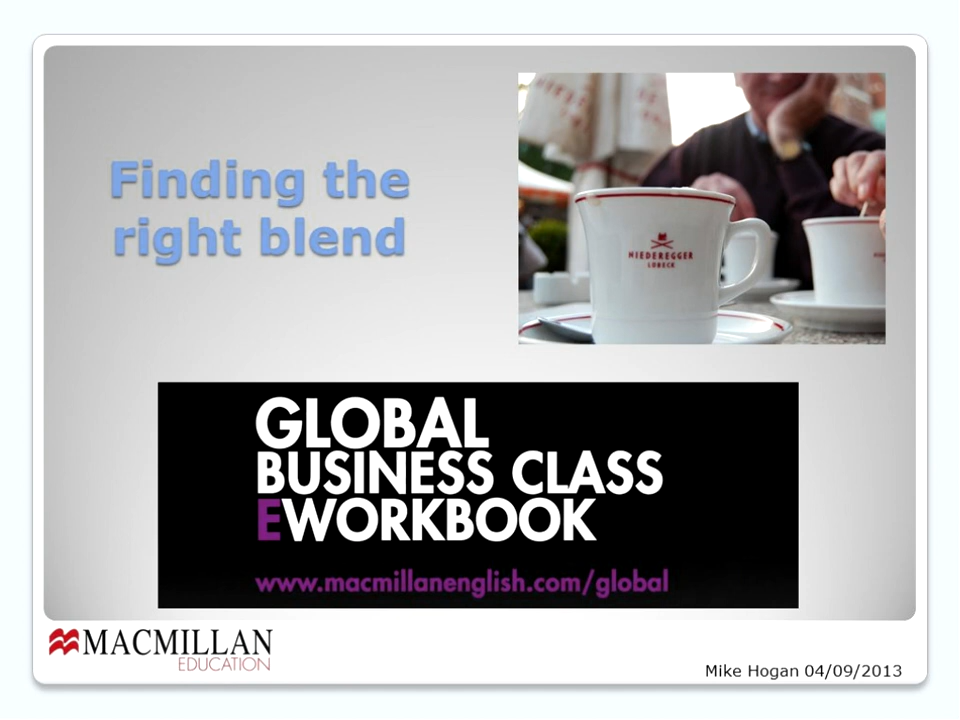 Finding the
right blend
NIEDEREGGER
LÜBECK
GLOBAL
BUSINESS CLASS
EWORKBOOK
www.macmillanenglish.com/global
MACMILLAN
EDUCATION
Mike Hogan 04/09/2013